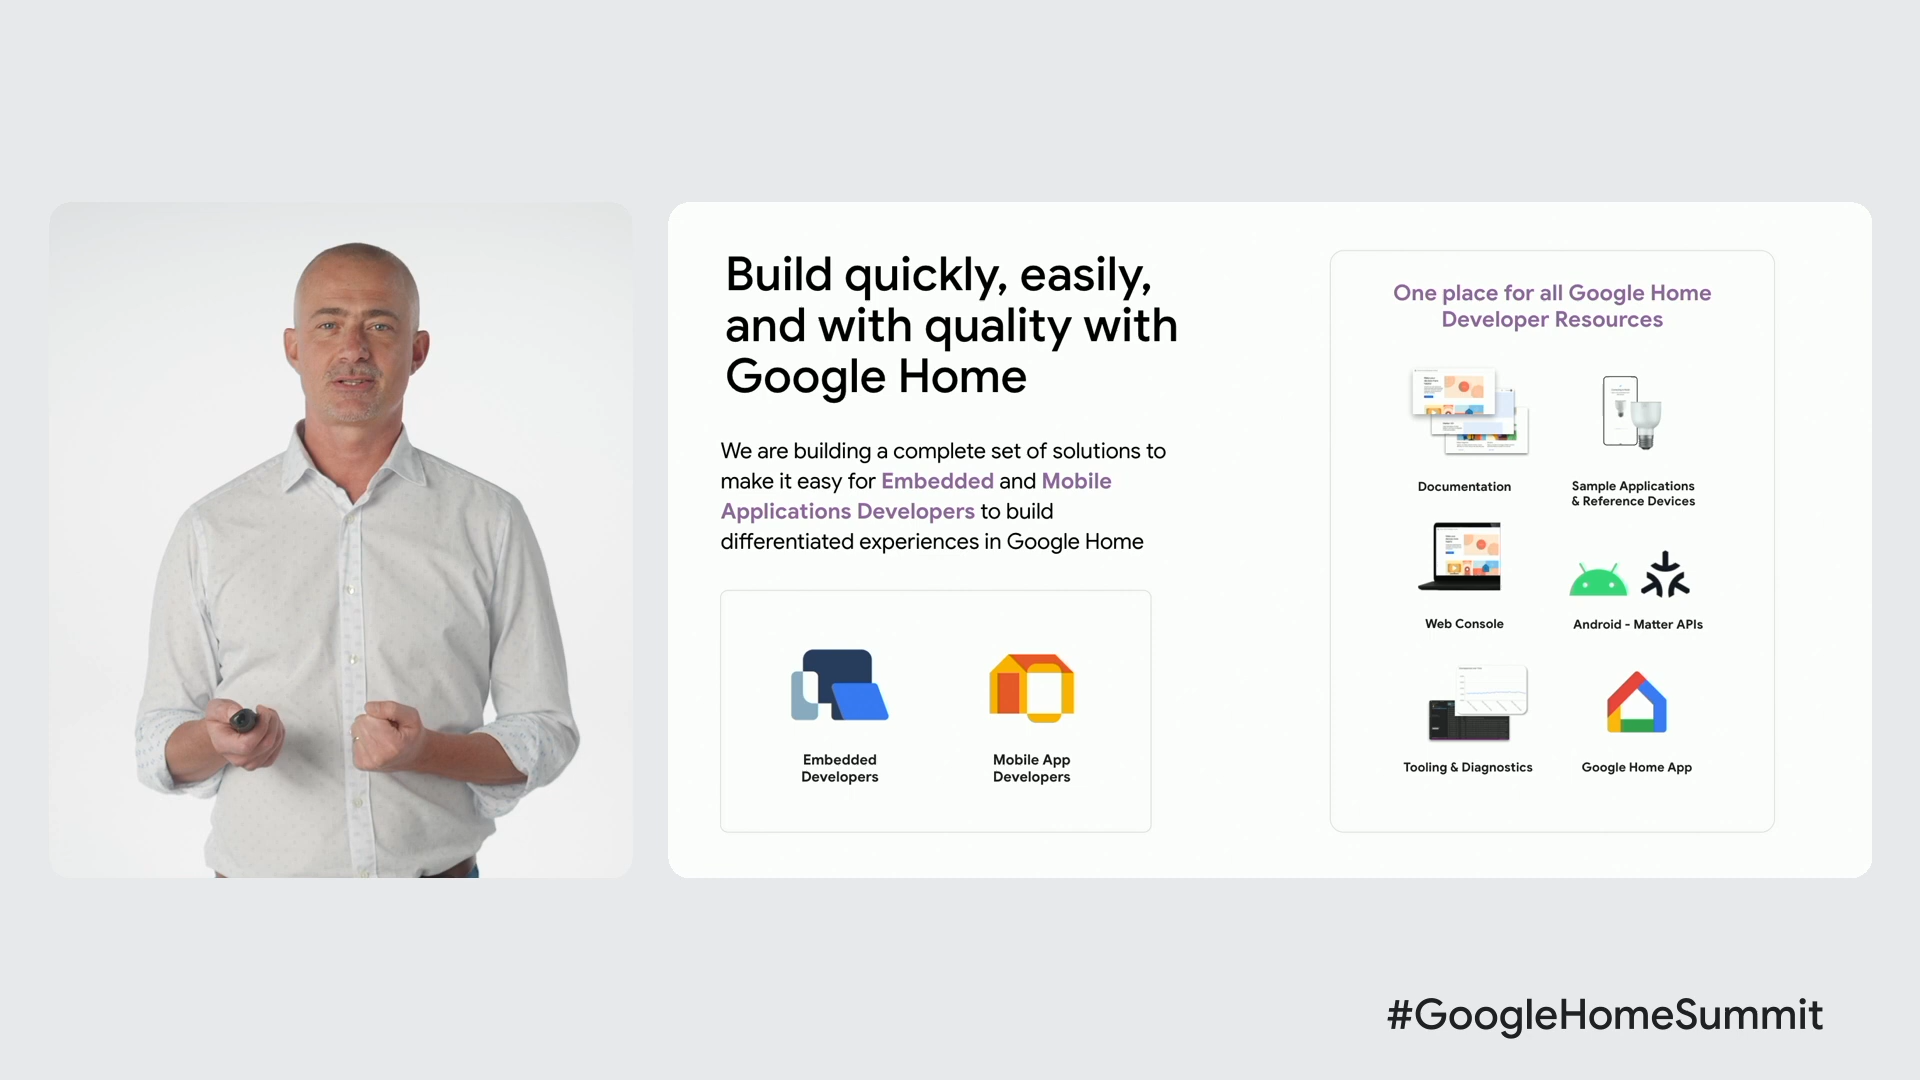 Build quickly, easily,
and with quality with
Google Home
We are building a complete set of solutions to
make it easy for Embedded and Mobile
Applications Developers to build
differentiated experiences in Google Home
Embedded
Developers
Mobile App
Developers
One place for all Google Home
Developer Resources
Documentation
Sample Applications
& Reference Devices
Web Console
Android - Matter APIs
Tooling & Diagnostics
Google Home App
#GoogleHomeSummit